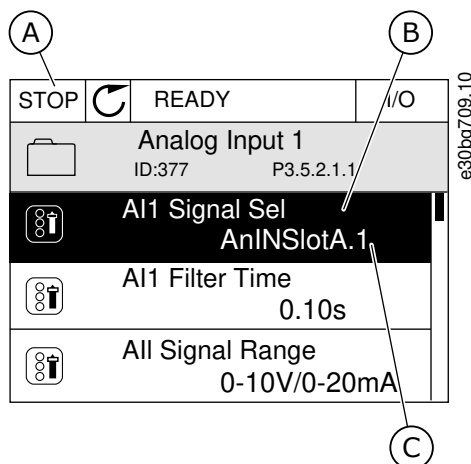 A
B
STOP READY I/O
Analog Input 1
ID:377 P3.5.2.1.1
AI1 Signal Sel
AnINSlotA.1
AI1 Filter Time
0.10s
AII Signal Range
0-10V/0-20mA
C
e30bg709.10